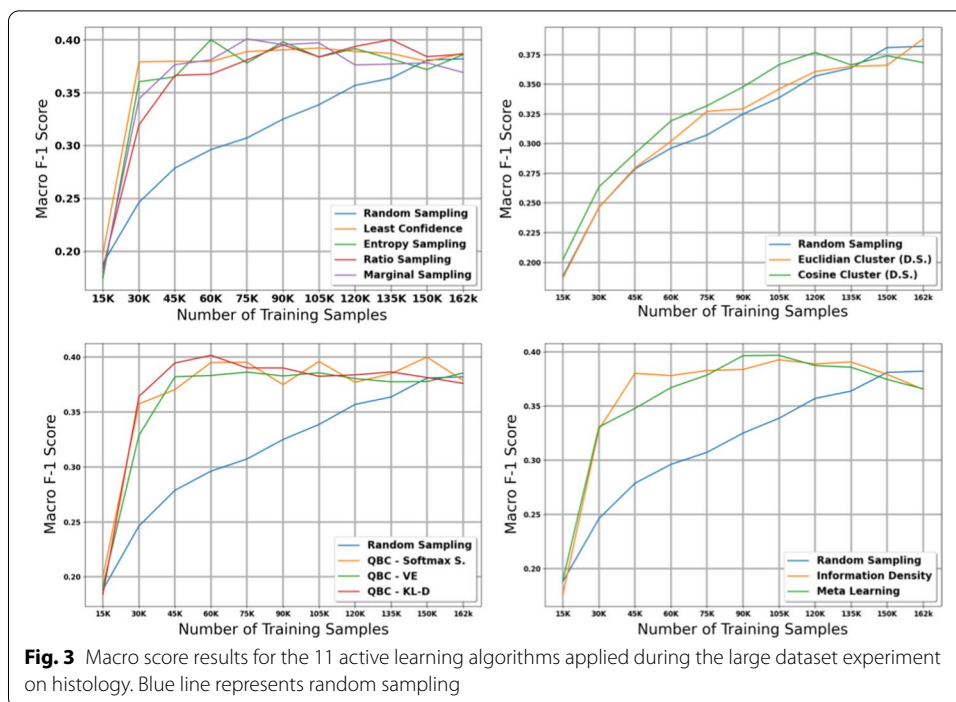 0.40
0.35
0.30
0.25
0.20
Macro F-1 Score
Random Sampling
Least Confidence
Entropy Sampling
Ratio Sampling
Marginal Sampling
15K 30K 45K 60K 75K 90K 105K 120K 135K 150K 162k
Number of Training Samples
0.375
0.350
0.325
0.300
0.275
0.250
0.225
0.200
Macro F-1 Score
Random Sampling
Euclidian Cluster (D.S.)
Cosine Cluster (D.S.)
15K 30K 45K 60K 75K 90K 105K 120K 135K 150K 162k
Number of Training Samples
0.40
0.35
0.30
0.25
0.20
Macro F-1 Score
Random Sampling
QBC - Softmax S.
QBC - VE
QBC - KL-D
15K 30K 45K 60K 75K 90K 105K 120K 135K 150K 162k
Number of Training Samples
0.40
0.35
0.30
0.25
0.20
Macro F-1 Score
Random Sampling
Information Density
Meta Learning
15K 30K 45K 60K 75K 90K 105K 120K 135K 150K 162k
Number of Training Samples
Fig. 3 Macro score results for the 11 active learning algorithms applied during the large dataset experiment
on histology. Blue line represents random sampling